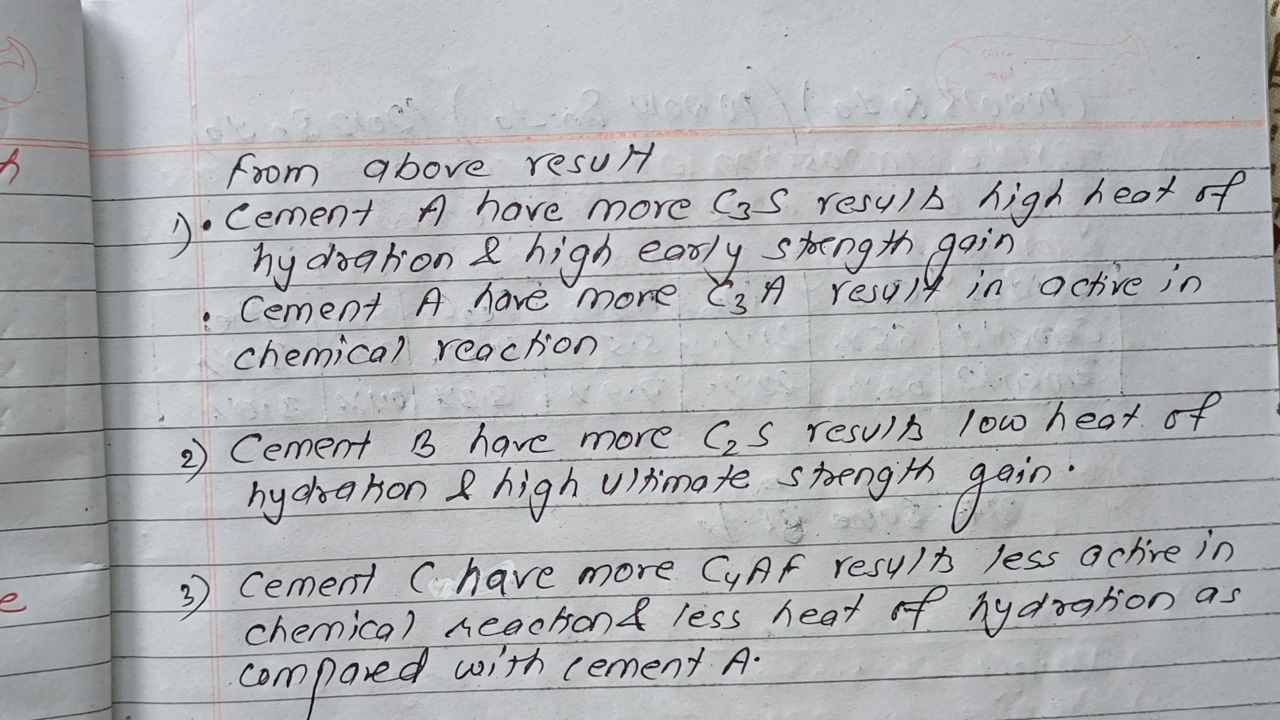 from above result
1). Cement A have more C3S results high heat of
hydration & high early strength gain
. Cement A have more C3A result in active in
chemical reaction
2) Cement B have more C2S results low heat of
hydration & high ultimate strength gain.
3) Cement C have more C4AF results less active in
chemical reaction & less heat of hydration as
compared with cement A.